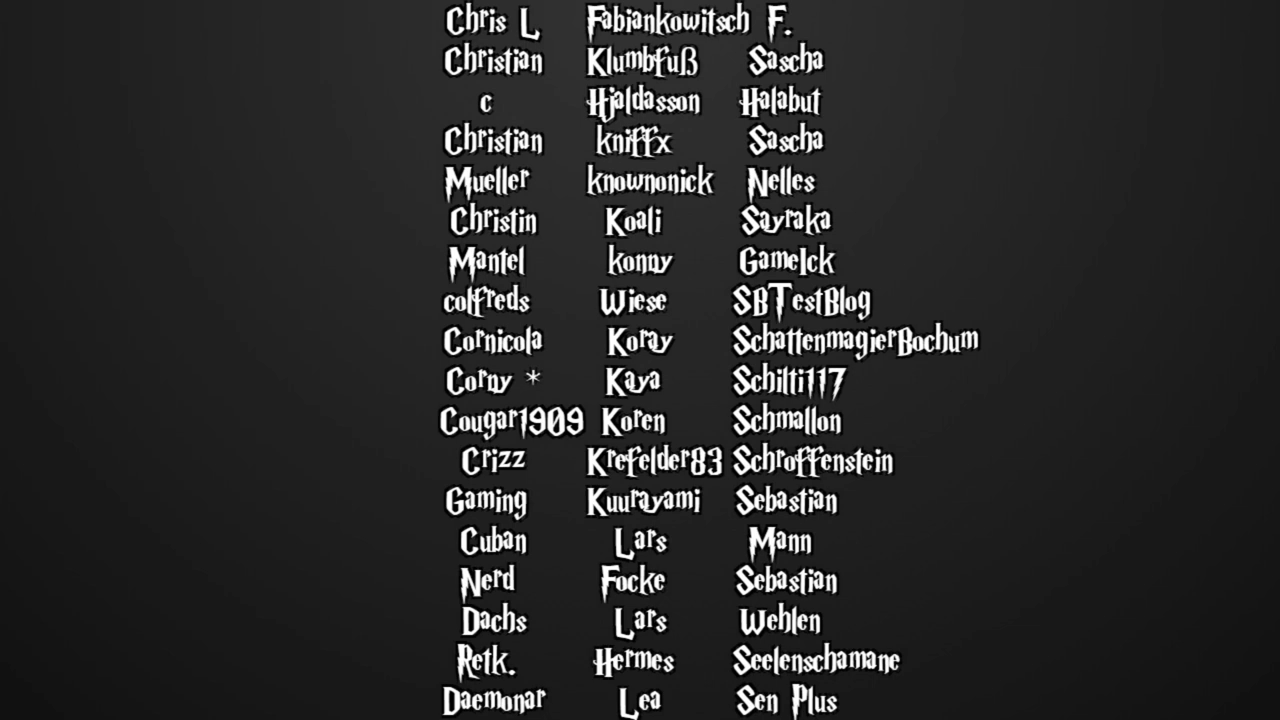 Chris L Fabiankowitsch F.
Christian Klumbfuß Sascha
c Hjaldasson Halabut
Christian kniffx Sascha
Mueller knownonick Nelles
Christin Koali Sayraka
Mantel konny GameIck
colfreds Wiese SBTestBlog
Cornicola Koray SchattenmagierBochum
Corny * Kaya Schilti117
Cougar1909 Koren Schmallon
Crizz Krefelder83 Schroffenstein
Gaming Kuurayami Sebastian
Cuban Lars Mann
Nerd Focke Sebastian
Dachs Lars Wehlen
Retk. Hermes Seelenschamane
Daemonar Lea Sen Plus